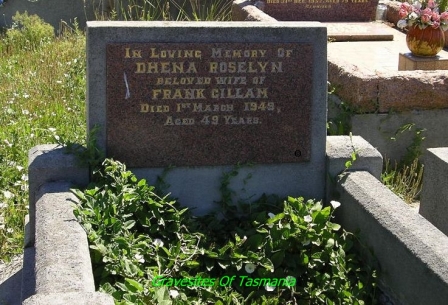 In Loving Memory Of
DHENA ROSELYN
BELOVED WIFE OF
FRANK GILLAM
DIED 1ST MARCH 1949,
AGED 49 YEARS.
Gravesites Of Tasmania